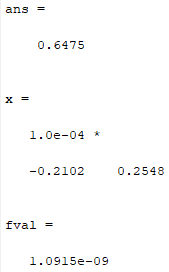 ans =
0.6475
x =
1.0e-04 *
-0.2102 0.2548
fval =
1.0915e-09